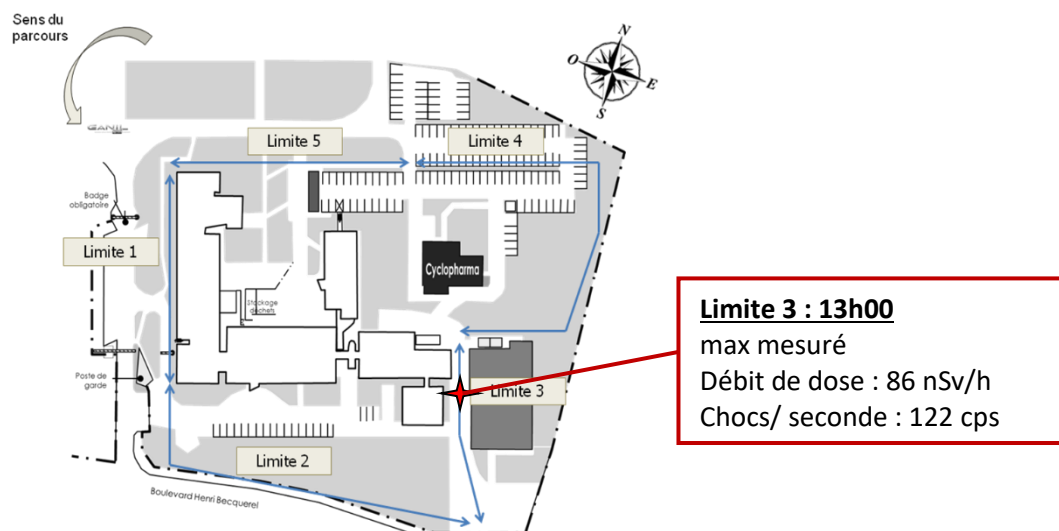 Sens du
parcours
N
O
E
S
GANIL
Limite 5
Limite 4
Badge
obligatoire
Limite 1
Cyclopharma
Stockage
déchets
Limite 3 : 13h00
max mesuré
Débit de dose : 86 nSv/h
Chocs/ seconde : 122 cps
Poste de
garde
Limite 3
Limite 2
Boulevard Henri Becquerel